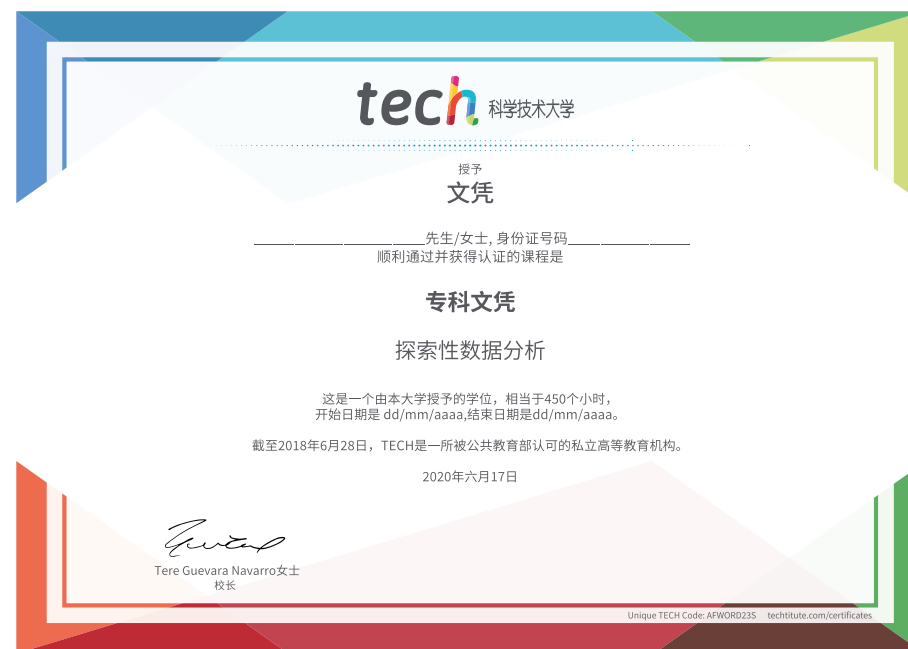 tech 科学技术大学
授予
文凭
_____________________先生/女士, 身份证号码_______________
顺利通过并获得认证的课程是
专科文凭
探索性数据分析
这是一个由本大学授予的学位，相当于450个小时，
开始日期是 dd/mm/aaaa,结束日期是dd/mm/aaaa。
截至2018年6月28日，TECH是一所被公共教育部认可的私立高等教育机构。
2020年六月17日
Tere Guevara Navarro女士
校长
Unique TECH Code: AFWORD23S techtitute.com/certificates